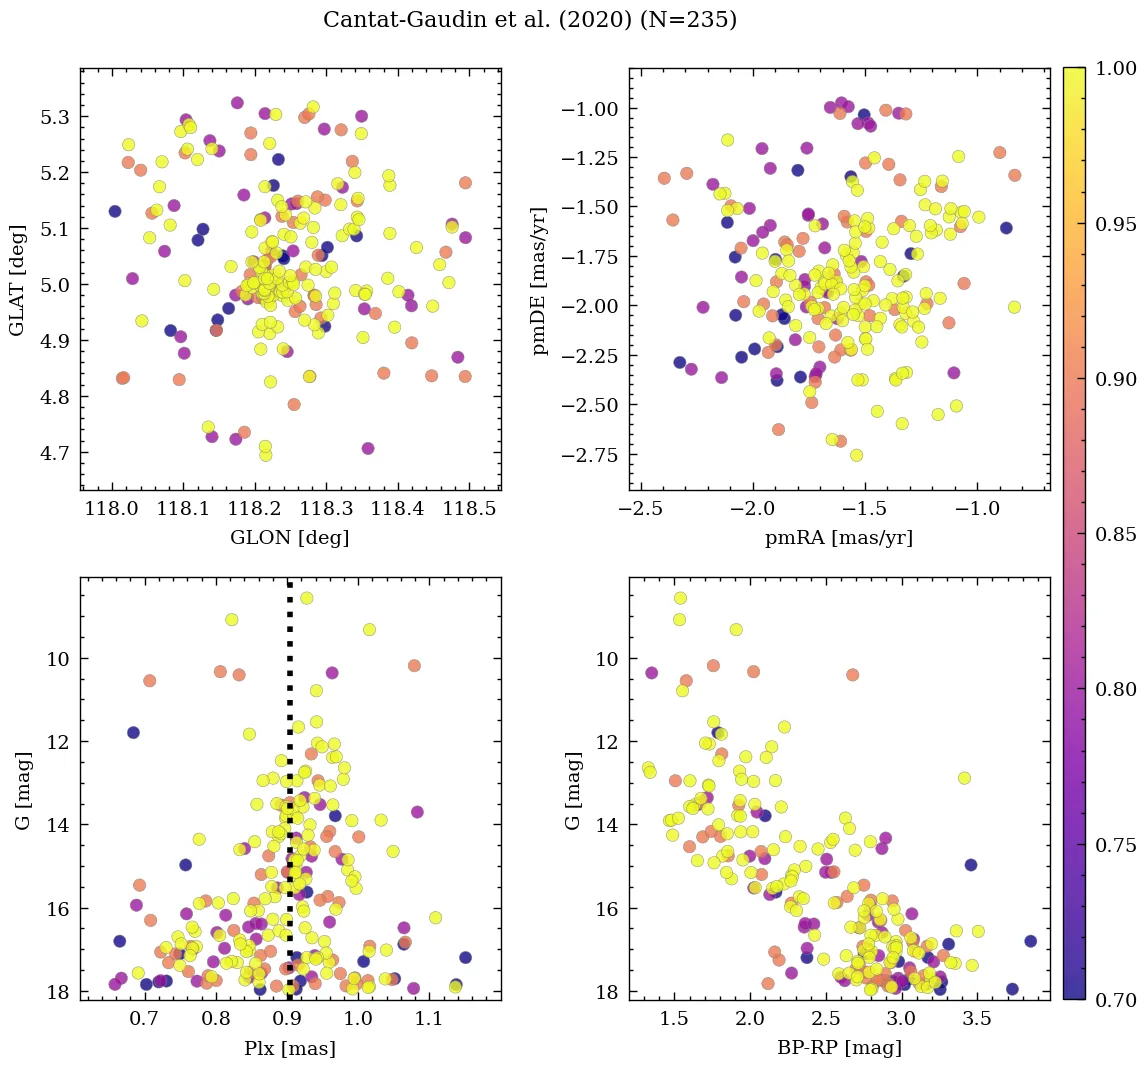 Cantat-Gaudin et al. (2020) (N=235)
5.3
5.2
5.1
5.0
4.9
4.8
4.7
GLAT [deg]
118.0 118.1 118.2 118.3 118.4 118.5
GLON [deg]
−1.00
−1.25
−1.50
−1.75
−2.00
−2.25
−2.50
−2.75
pmDE [mas/yr]
−2.5 −2.0 −1.5 −1.0
pmRA [mas/yr]
10
12
14
16
18
G [mag]
0.7 0.8 0.9 1.0 1.1
Plx [mas]
10
12
14
16
18
G [mag]
1.5 2.0 2.5 3.0 3.5
BP-RP [mag]
1.00
0.95
0.90
0.85
0.80
0.75
0.70